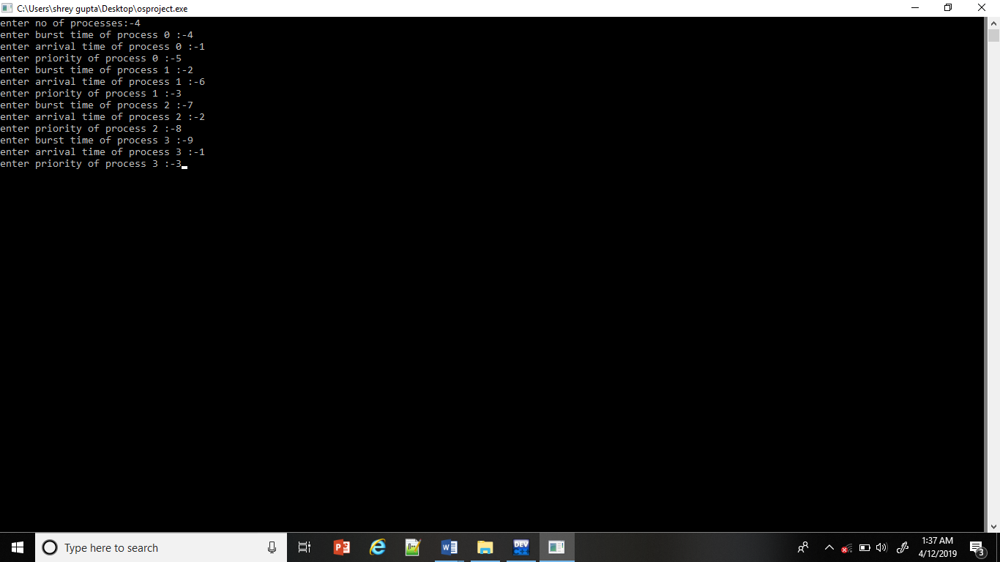 C:\Users\shrey gupta\Desktop\osproject.exe
enter no of processes:-4
enter burst time of process 0 :-4
enter arrival time of process 0 :-1
enter priority of process 0 :-5
enter burst time of process 1 :-2
enter arrival time of process 1 :-6
enter priority of process 1 :-3
enter burst time of process 2 :-7
enter arrival time of process 2 :-2
enter priority of process 2 :-8
enter burst time of process 3 :-9
enter arrival time of process 3 :-1
enter priority of process 3 :-3
Type here to search
DEV
1:37 AM
4/12/2019
3